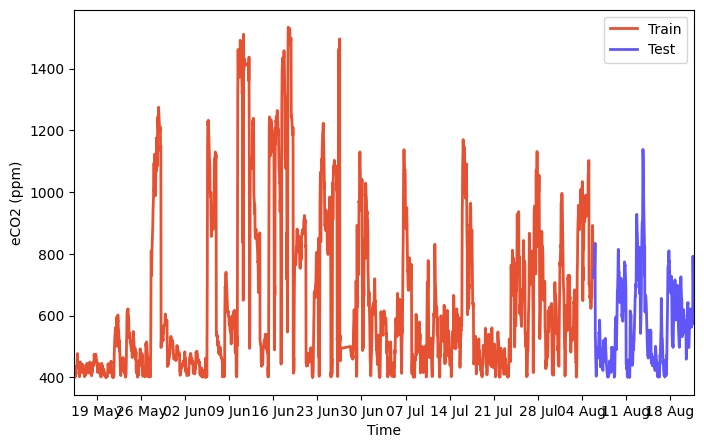 Train
Test
1400
1200
1000
800
600
400
eCO2 (ppm)
19 May 26 May 02 Jun 09 Jun 16 Jun 23 Jun 30 Jun 07 Jul 14 Jul 21 Jul 28 Jul 04 Aug 11 Aug 18 Aug
Time